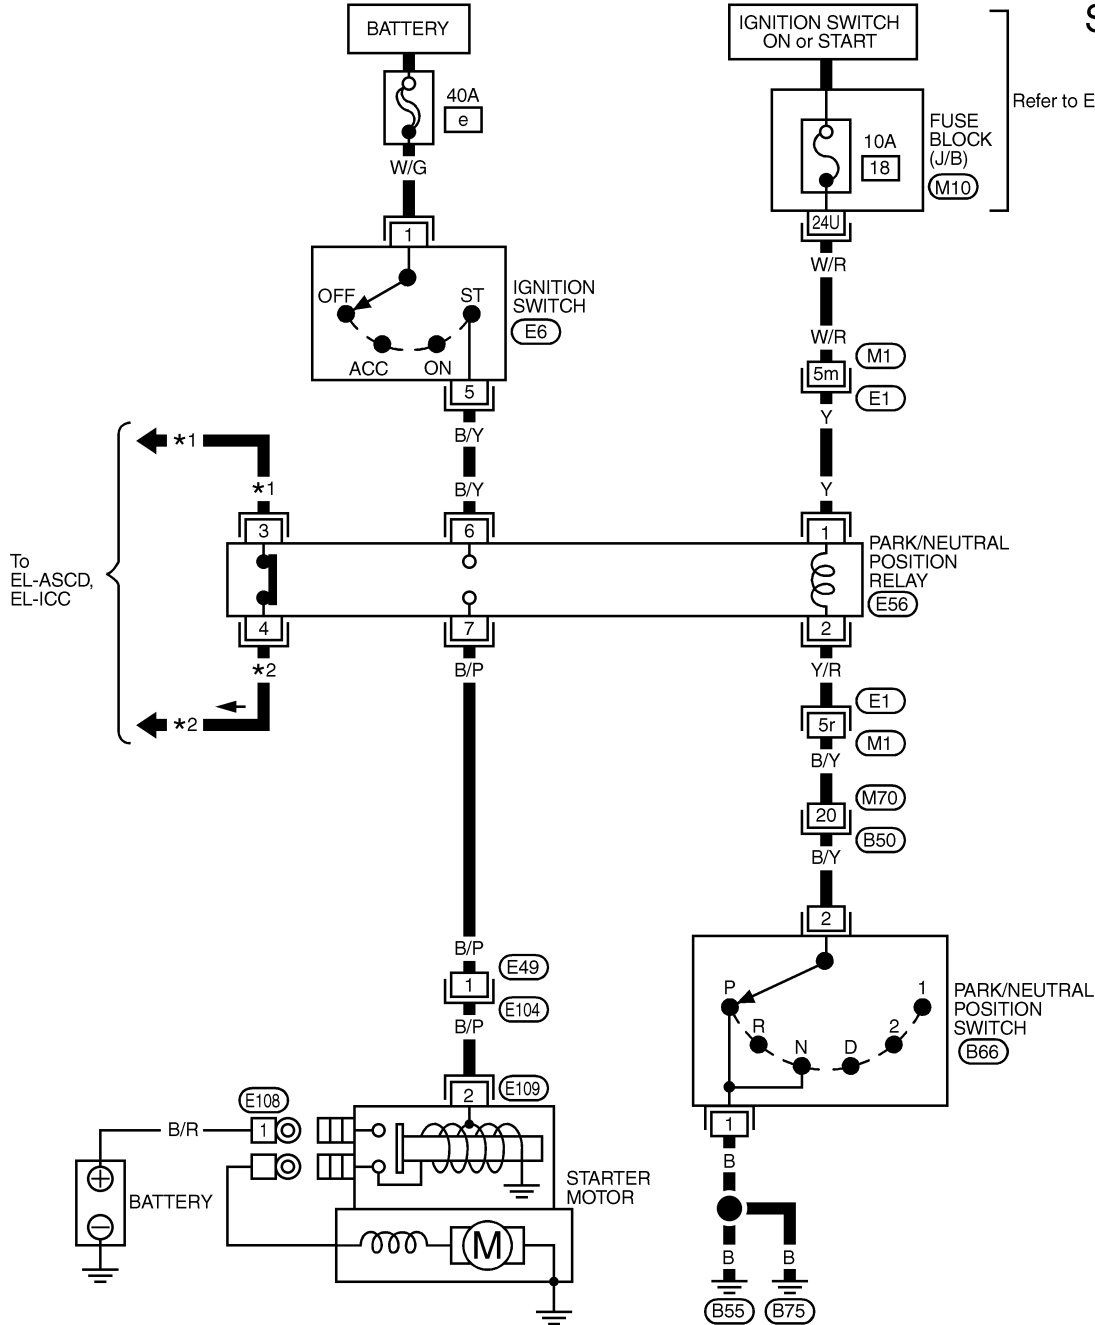 BATTERY
IGNITION SWITCH
ON or START
S
40A
e
W/G
10A
18
FUSE
BLOCK
(J/B)
M10
Refer to E
24U
W/R
1
OFF
ST
ACC
ON
IGNITION
SWITCH
E6
W/R
M1
5m
E1
Y
5
B/Y
*1
*1
B/Y
Y
3
6
1
To
EL-ASCD,
EL-ICC
PARK/NEUTRAL
POSITION
RELAY
E56
4
7
2
*2
B/P
Y/R
*2
E1
5r
M1
B/Y
M70
20
B50
B/Y
2
B/P
E49
1
E104
B/P
P
R
N
D
2
1
PARK/NEUTRAL
POSITION
SWITCH
B66
E108
2
E109
1
B/R
1
B
BATTERY
STARTER
MOTOR
M
B
B
B55
B75